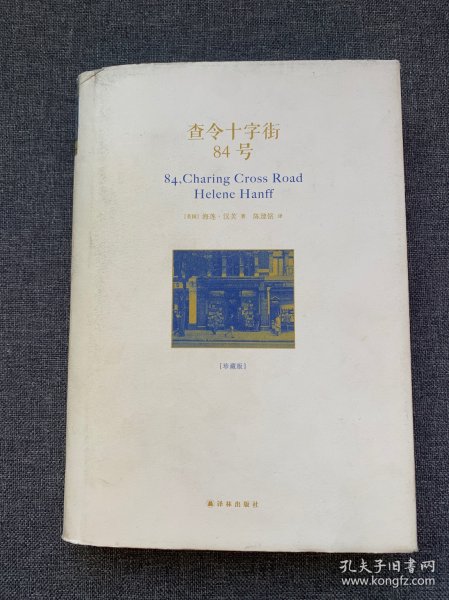 查令十字街
84号
84,Charing Cross Road
Helene Hanff
[美国] 海莲·汉芙 著 陈建铭 译
[珍藏版]
译林出版社
孔夫子旧书网
www.kongfz.com